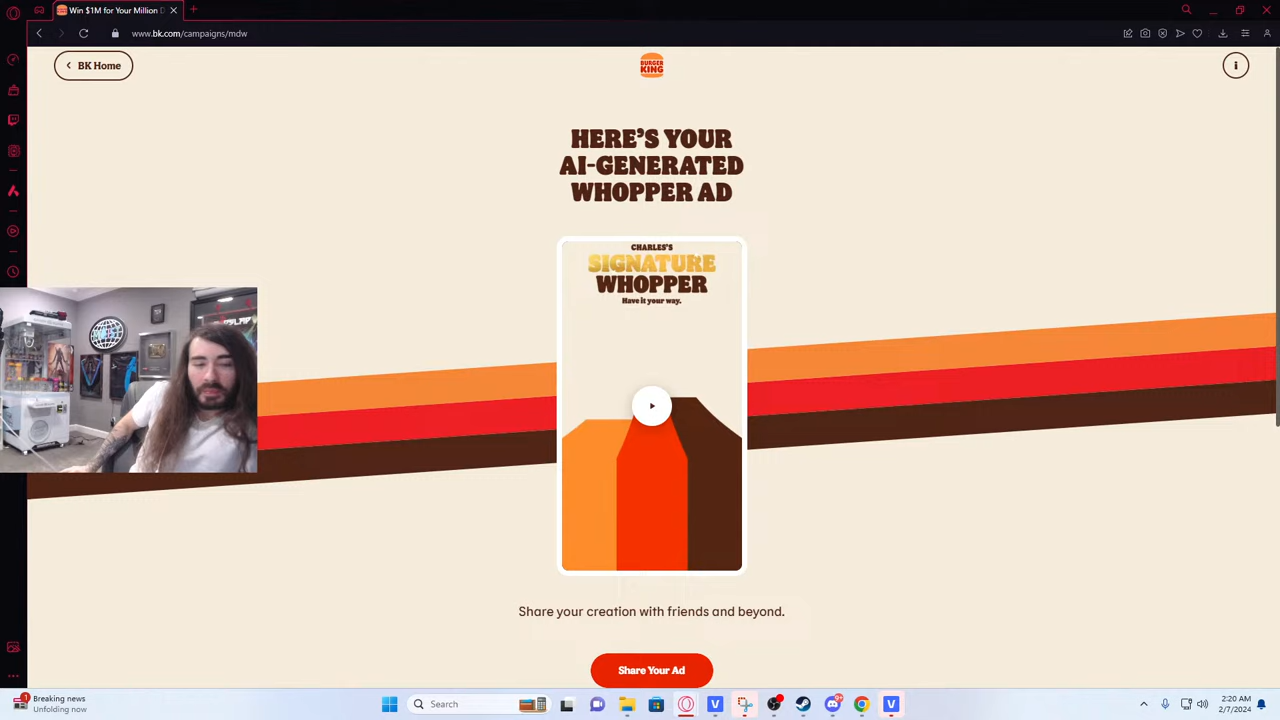 Win $1M for Your Million D
www.bk.com/campaigns/mdw
BK Home
BURGER
KING
i
HERE'S YOUR
AI-GENERATED
WHOPPER AD
CHARLES'S
SIGNATURE
WHOPPER
Have it your way.
Share your creation with friends and beyond.
Share Your Ad
1
Breaking news
Unfolding now
Search
9+
2:20 AM
2/7/2024